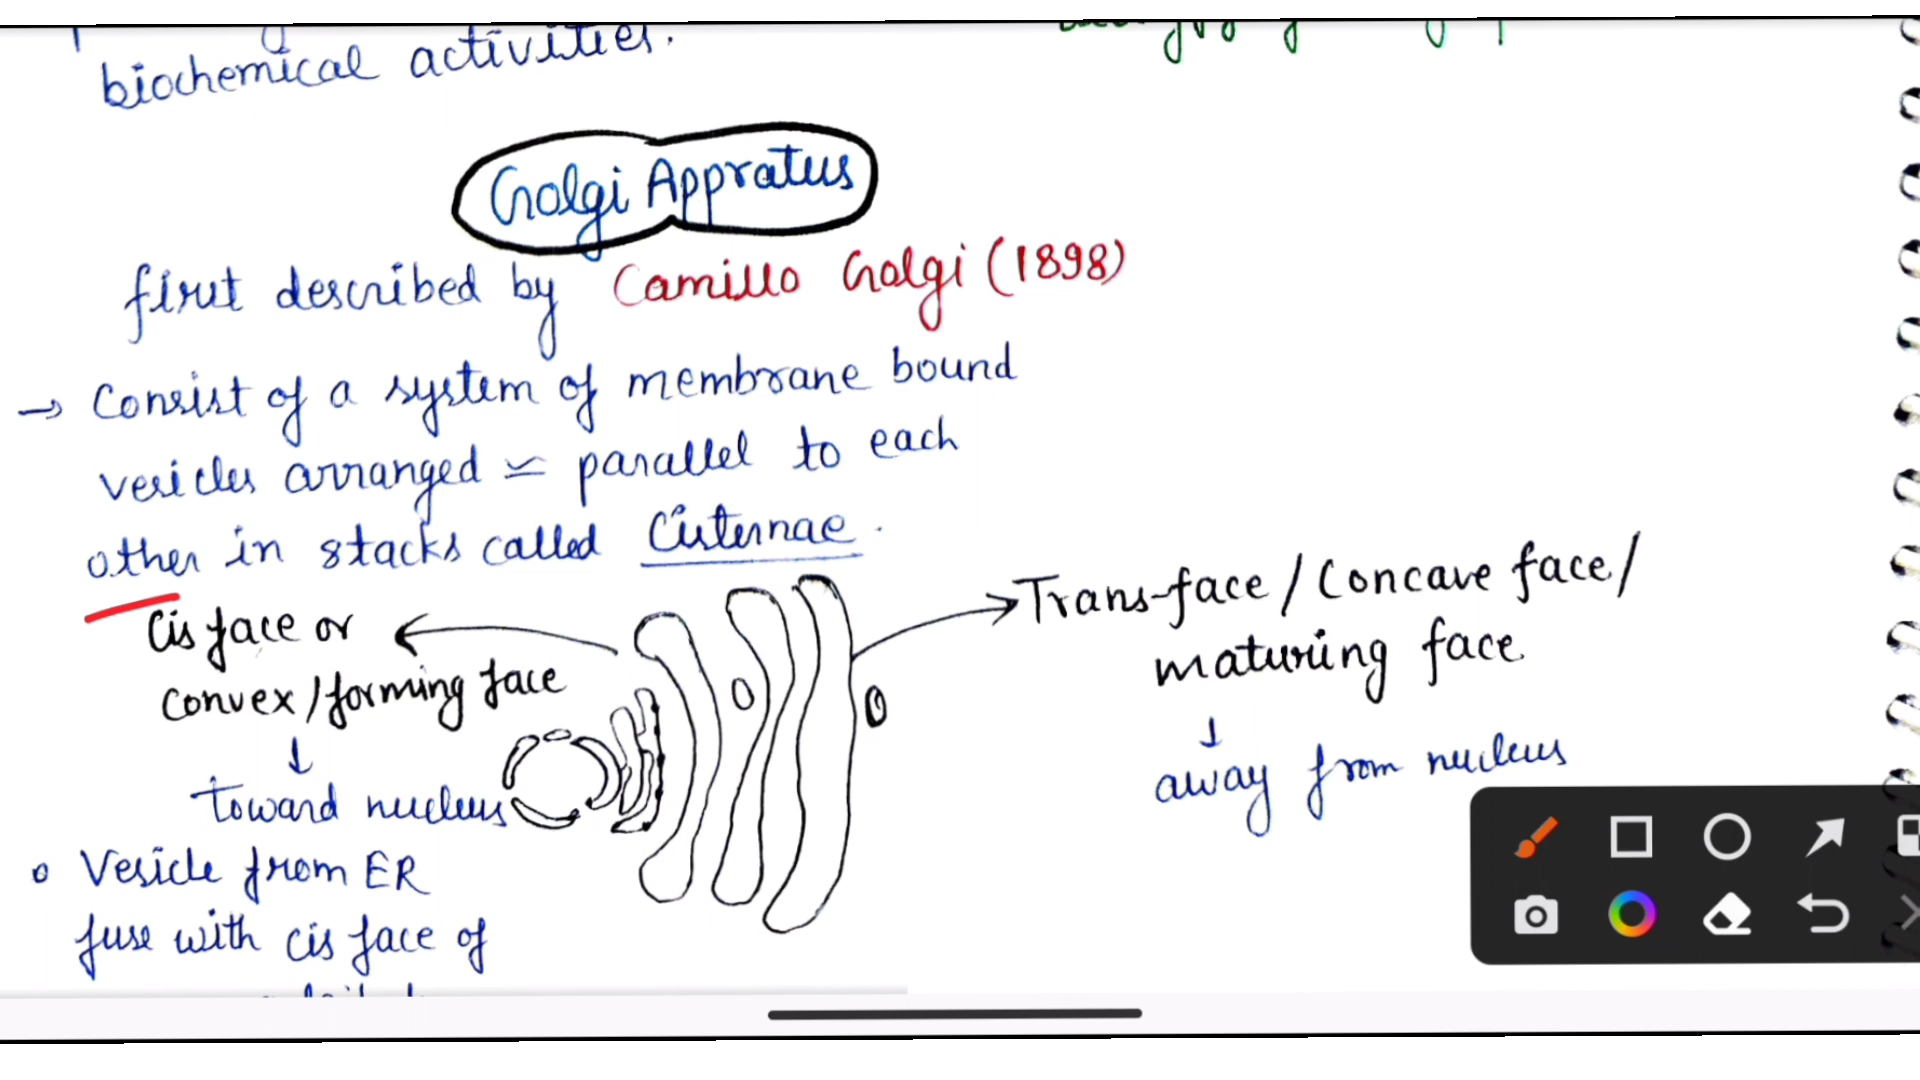 biochemical activities.
Golgi Appratus
first described by Camillo Golgi (1898)
→ Consist of a system of membrane bound
vesicles arranged ≃ parallel to each
other in stacks called Cisternae.
Cis face or
convex/forming face
↓
toward nucleus
Trans-face / Concave face /
maturing face
↓
away from nucleus
• Vesicle from ER
fuse with cis face of